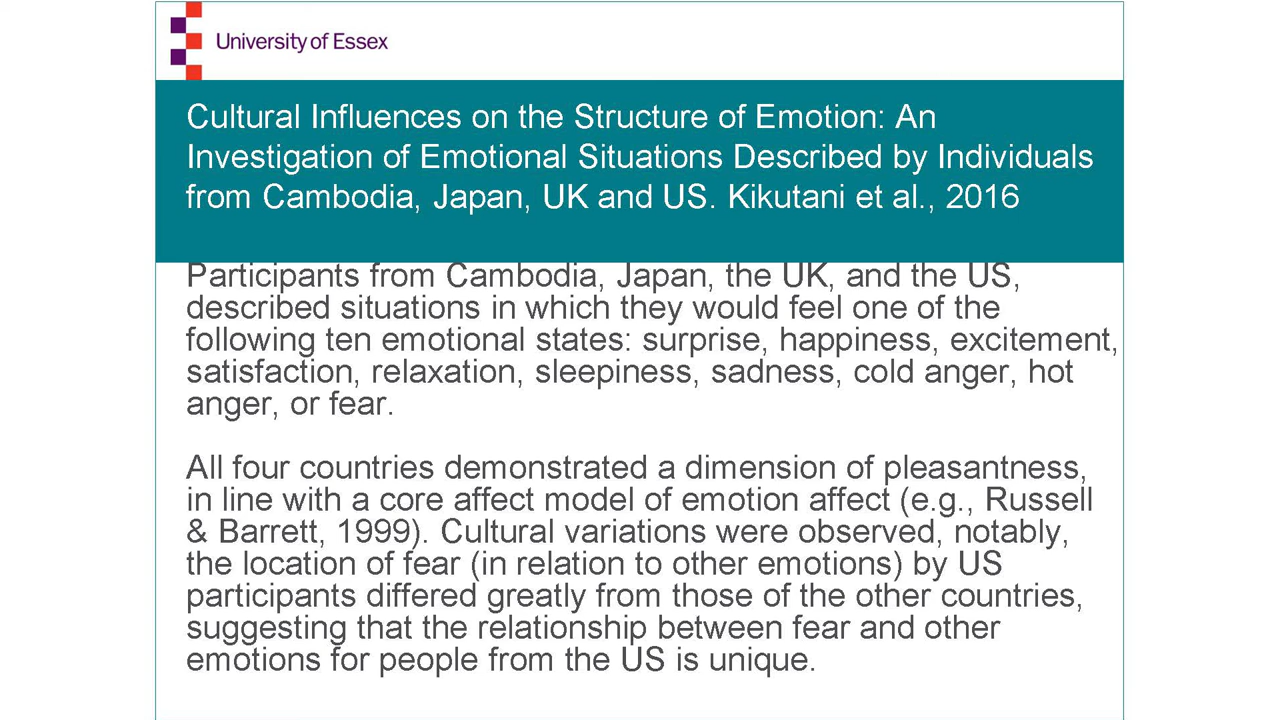 University of Essex
Cultural Influences on the Structure of Emotion: An
Investigation of Emotional Situations Described by Individuals
from Cambodia, Japan, UK and US. Kikutani et al., 2016
Participants from Cambodia, Japan, the UK, and the US,
described situations in which they would feel one of the
following ten emotional states: surprise, happiness, excitement,
satisfaction, relaxation, sleepiness, sadness, cold anger, hot
anger, or fear.
All four countries demonstrated a dimension of pleasantness,
in line with a core affect model of emotion affect (e.g., Russell
& Barrett, 1999). Cultural variations were observed, notably,
the location of fear (in relation to other emotions) by US
participants differed greatly from those of the other countries,
suggesting that the relationship between fear and other
emotions for people from the US is unique.